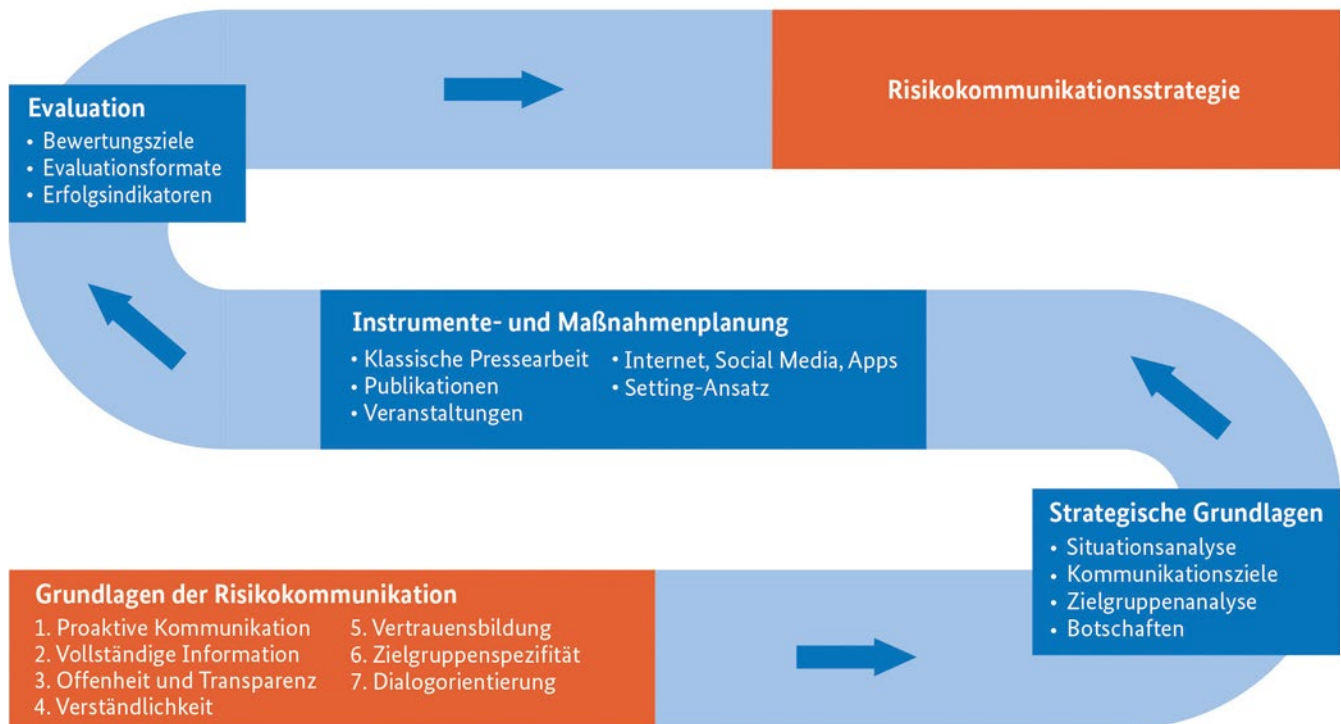 Evaluation
• Bewertungsziele
• Evaluationsformate
• Erfolgsindikatoren
Risikokommunikationsstrategie
Instrumente- und Maßnahmenplanung
• Klassische Pressearbeit
• Publikationen
• Veranstaltungen
• Internet, Social Media, Apps
• Setting-Ansatz
Strategische Grundlagen
• Situationsanalyse
• Kommunikationsziele
• Zielgruppenanalyse
• Botschaften
Grundlagen der Risikokommunikation
1. Proaktive Kommunikation
2. Vollständige Information
3. Offenheit und Transparenz
4. Verständlichkeit
5. Vertrauensbildung
6. Zielgruppenspezifität
7. Dialogorientierung